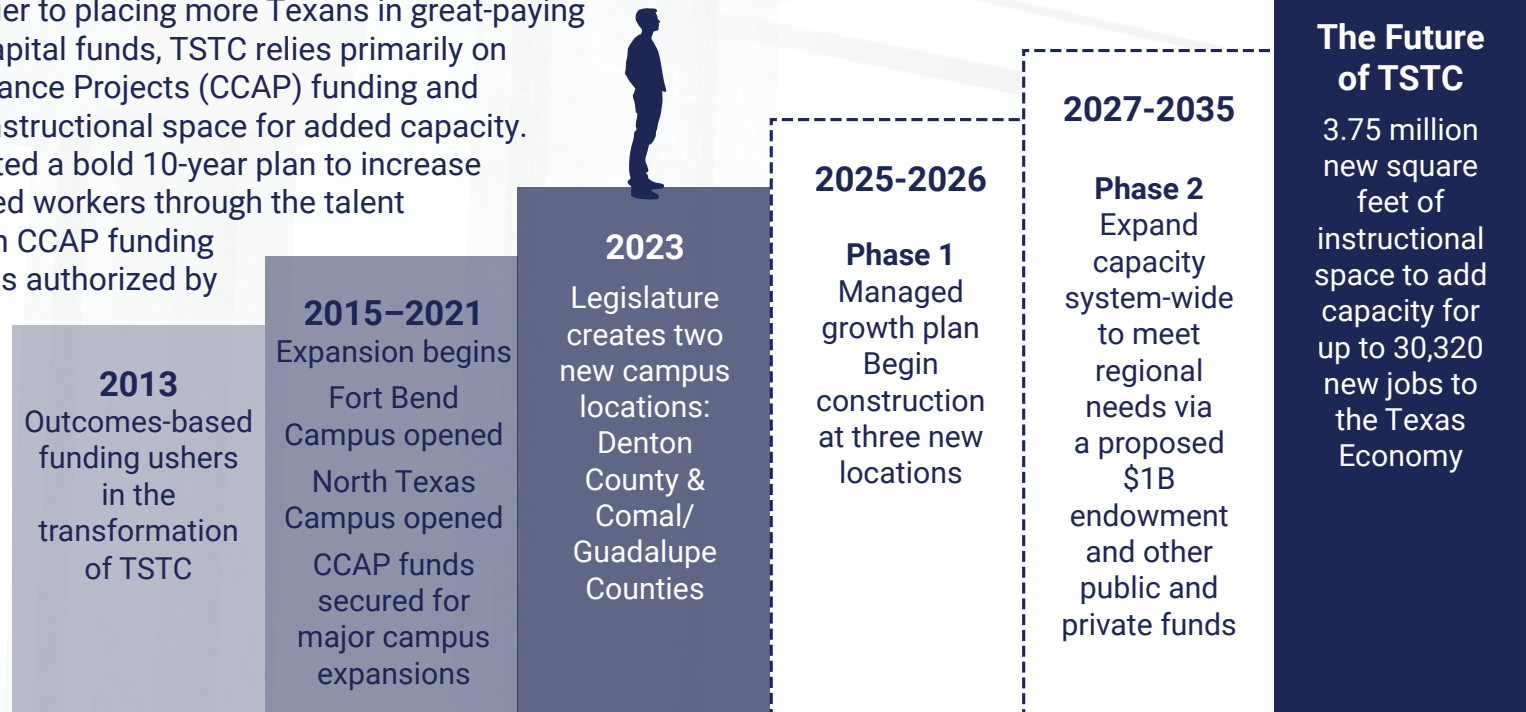 ier to placing more Texans in great-paying
apital funds, TSTC relies primarily on
ance Projects (CCAP) funding and
nstructional space for added capacity.
ted a bold 10-year plan to increase
ed workers through the talent
n CCAP funding
s authorized by
2013
Outcomes-based
funding ushers
in the
transformation
of TSTC
2015–2021
Expansion begins
Fort Bend
Campus opened
North Texas
Campus opened
CCAP funds
secured for
major campus
expansions
2023
Legislature
creates two
new campus
locations:
Denton
County &
Comal/
Guadalupe
Counties
2025-2026
Phase 1
Managed
growth plan
Begin
construction
at three new
locations
2027-2035
Phase 2
Expand
capacity
system-wide
to meet
regional
needs via
a proposed
$1B
endowment
and other
public and
private funds
The Future
of TSTC
3.75 million
new square
feet of
instructional
space to add
capacity for
up to 30,320
new jobs to
the Texas
Economy